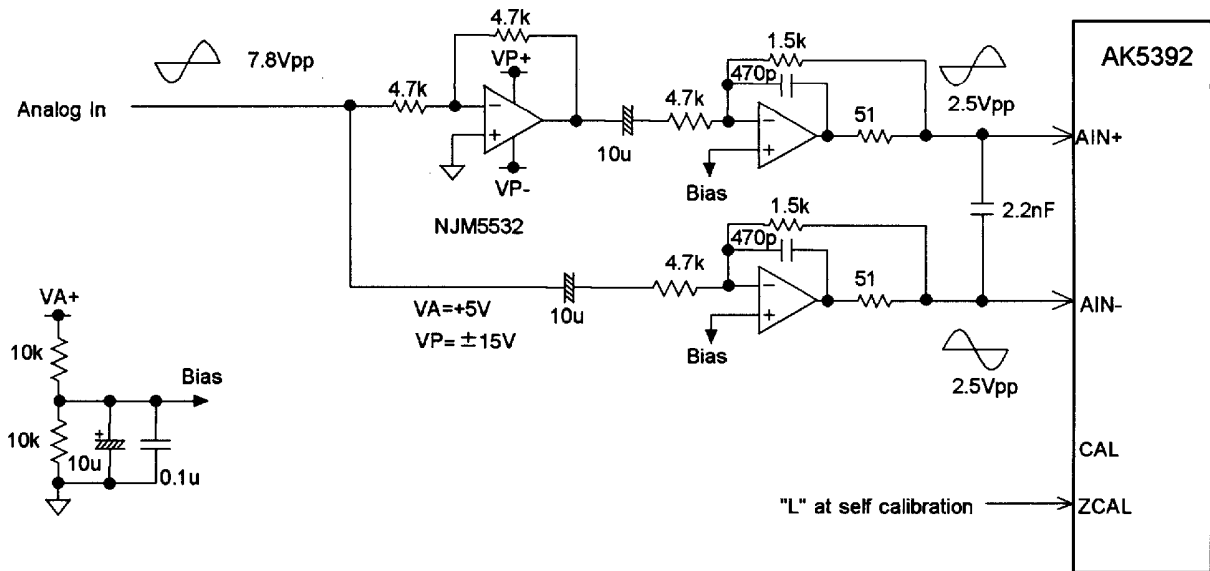 4.7k
1.5k
AK5392
7.8Vpp
VP+
470p
2.5Vpp
Analog In
4.7k
4.7k
51
−
−
+
+
AIN+
10u
VP-
Bias
NJM5532
1.5k
2.2nF
470p
4.7k
51
VA+
VA=+5V
10u
−
+
AIN-
VP=±15V
10k
Bias
Bias
2.5Vpp
10k
+
10u
0.1u
CAL
"L" at self calibration
ZCAL